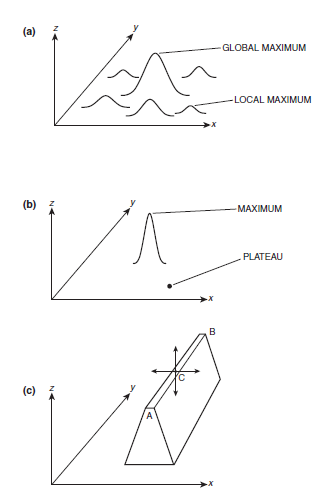 (a)
z
y
GLOBAL MAXIMUM
LOCAL MAXIMUM
x
(b)
z
y
MAXIMUM
PLATEAU
x
(c)
z
y
B
C
A
x